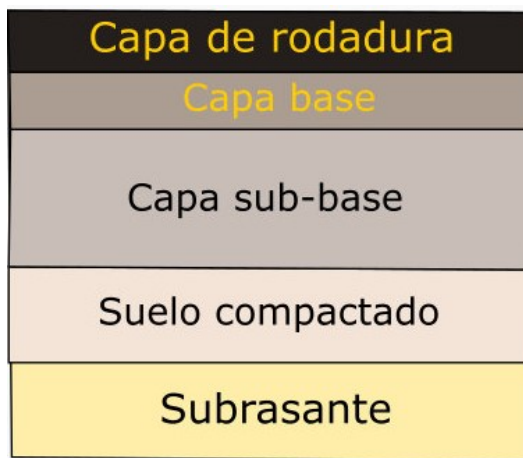 Capa de rodadura
Capa base
Capa sub-base
Suelo compactado
Subrasante